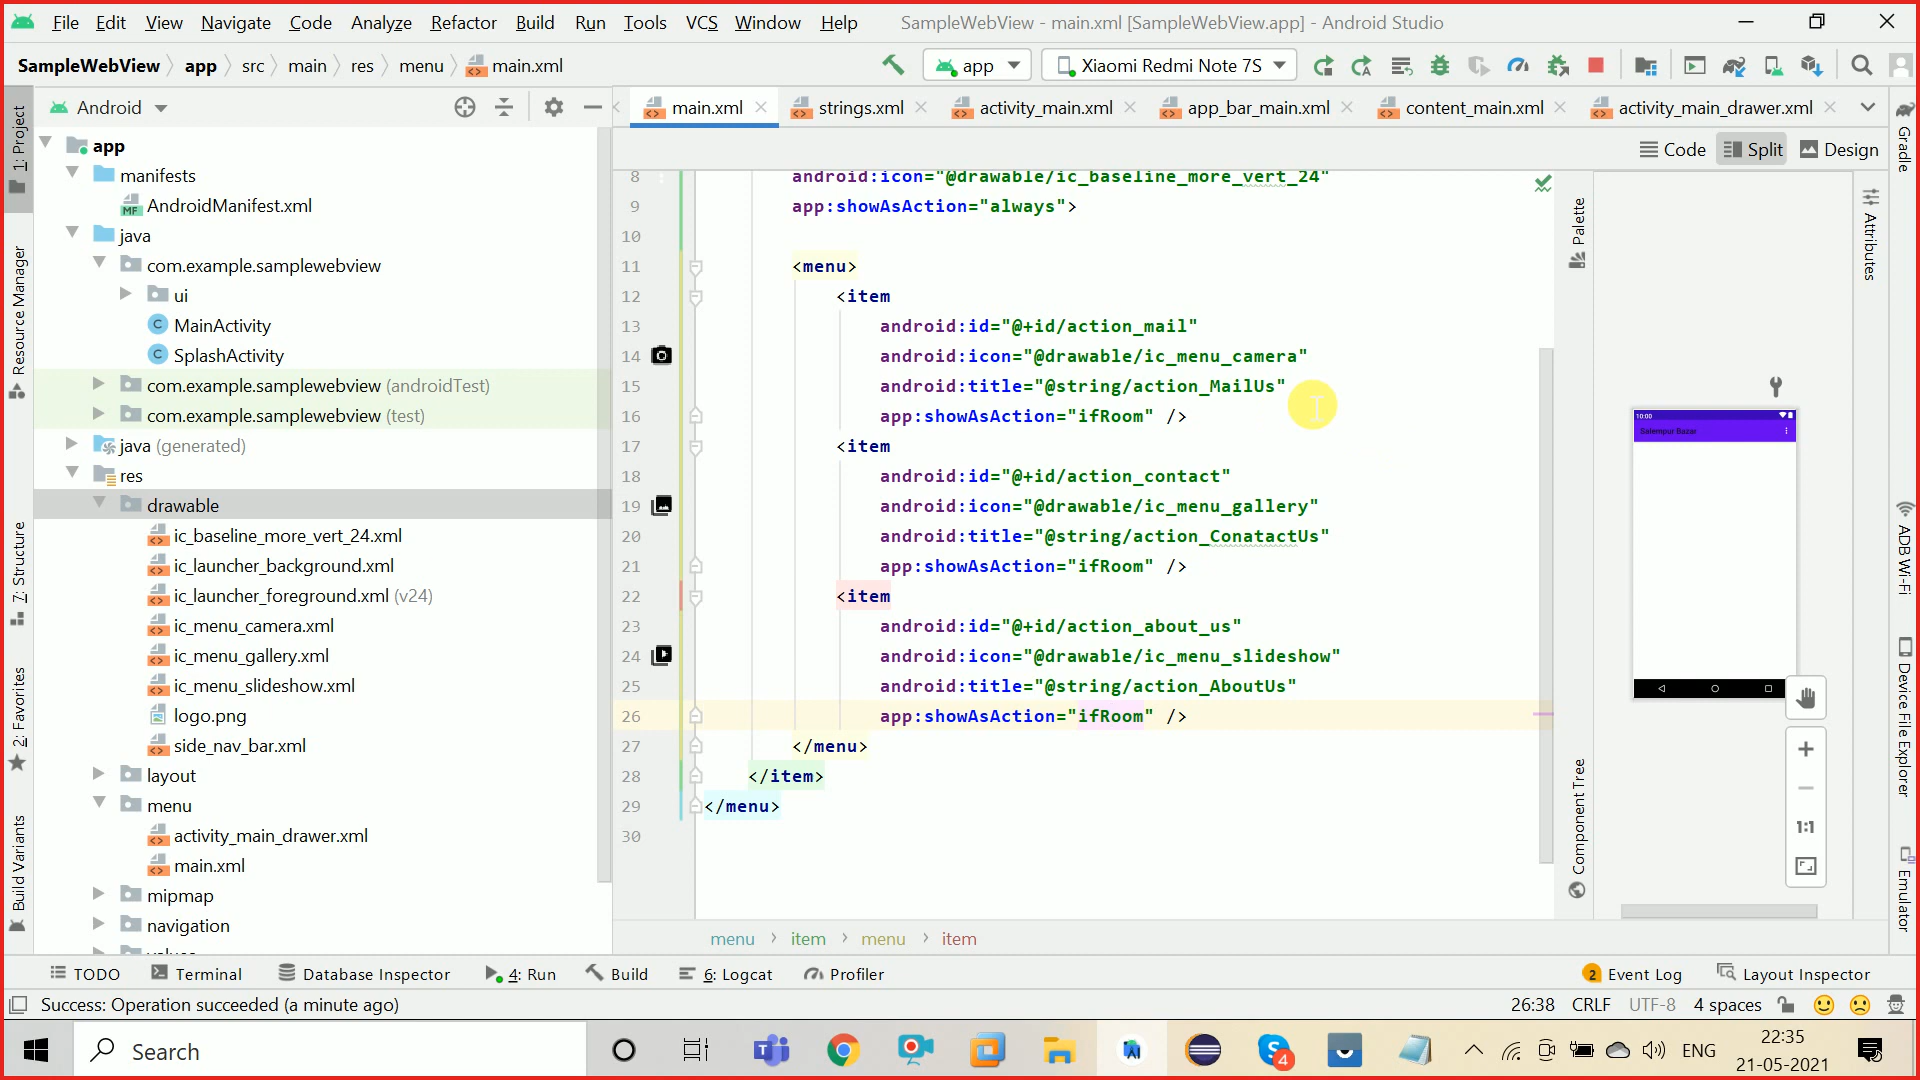 File Edit View Navigate Code Analyze Refactor Build Run Tools VCS Window Help SampleWebView - main.xml [SampleWebView.app] - Android Studio
SampleWebView app src main res menu main.xml app Xiaomi Redmi Note 7S
Android main.xml strings.xml activity_main.xml app_bar_main.xml content_main.xml activity_main_drawer.xml
Code Split Design
1: Project
Resource Manager
7: Structure
2: Favorites
Build Variants
app
manifests
AndroidManifest.xml
java
com.example.samplewebview
ui
MainActivity
SplashActivity
com.example.samplewebview (androidTest)
com.example.samplewebview (test)
java (generated)
res
drawable
ic_baseline_more_vert_24.xml
ic_launcher_background.xml
ic_launcher_foreground.xml (v24)
ic_menu_camera.xml
ic_menu_gallery.xml
ic_menu_slideshow.xml
logo.png
side_nav_bar.xml
layout
menu
activity_main_drawer.xml
main.xml
mipmap
navigation
values
8 android:icon="@drawable/ic_baseline_more_vert_24"
9 app:showAsAction="always">
10
11 <menu>
12 <item
13 android:id="@+id/action_mail"
14 android:icon="@drawable/ic_menu_camera"
15 android:title="@string/action_MailUs"
16 app:showAsAction="ifRoom" />
17 <item
18 android:id="@+id/action_contact"
19 android:icon="@drawable/ic_menu_gallery"
20 android:title="@string/action_ConatactUs"
21 app:showAsAction="ifRoom" />
22 <item
23 android:id="@+id/action_about_us"
24 android:icon="@drawable/ic_menu_slideshow"
25 android:title="@string/action_AboutUs"
26 app:showAsAction="ifRoom" />
27 </menu>
28 </item>
29 </menu>
30
menu item menu item
Palette
Component Tree
10:00
Salempur Bazar
1:1
Attributes
Gradle
ADB Wi-Fi
Device File Explorer
Emulator
TODO Terminal Database Inspector 4: Run Build 6: Logcat Profiler 2 Event Log Layout Inspector
Success: Operation succeeded (a minute ago) 26:38 CRLF UTF-8 4 spaces
Search 4 ENG 22:35
21-05-2021